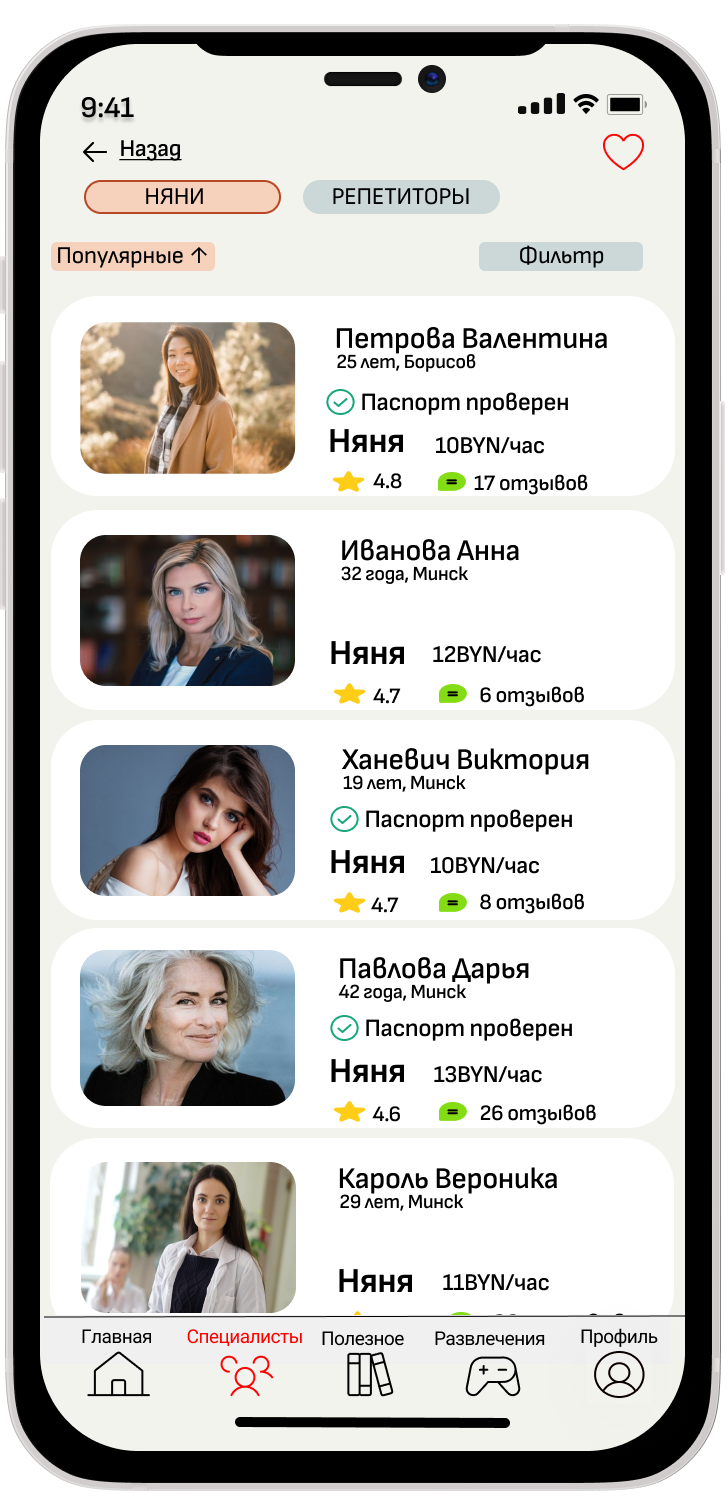 9:41
Назад
НЯНИ РЕПЕТИТОРЫ
Популярные ↑ Фильтр
Петрова Валентина
25 лет, Борисов
Паспорт проверен
Няня 10BYN/час
4.8 17 отзывов
Иванова Анна
32 года, Минск
Няня 12BYN/час
4.7 6 отзывов
Ханевич Виктория
19 лет, Минск
Паспорт проверен
Няня 10BYN/час
4.7 8 отзывов
Павлова Дарья
42 года, Минск
Паспорт проверен
Няня 13BYN/час
4.6 26 отзывов
Кароль Вероника
29 лет, Минск
Няня 11BYN/час
Главная Специалисты Полезное Развлечения Профиль